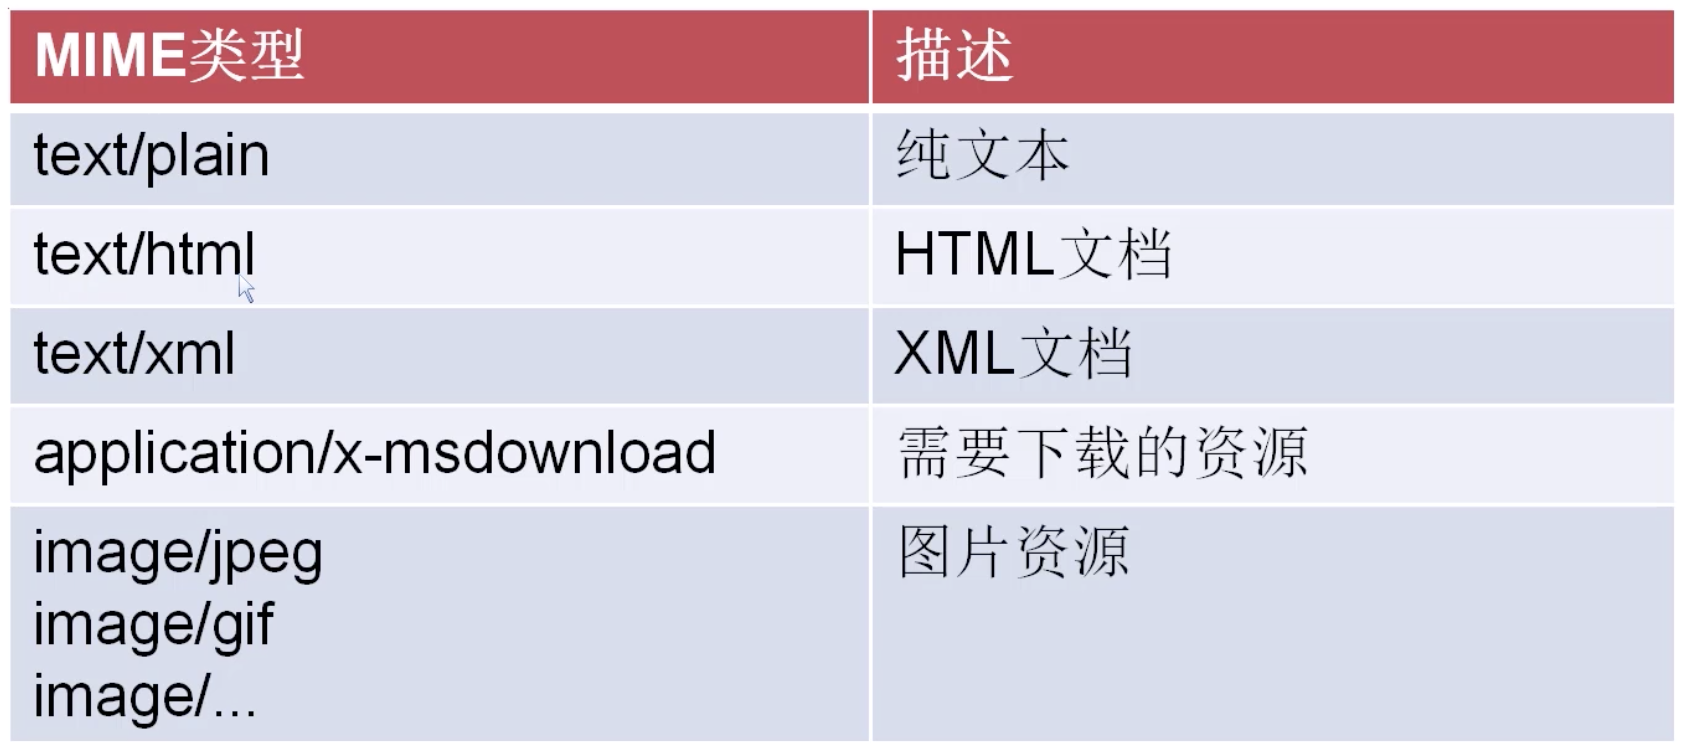 MIME类型 描述
text/plain 纯文本
text/html HTML文档
text/xml XML文档
application/x-msdownload 需要下载的资源
image/jpeg 图片资源
image/gif
image/...